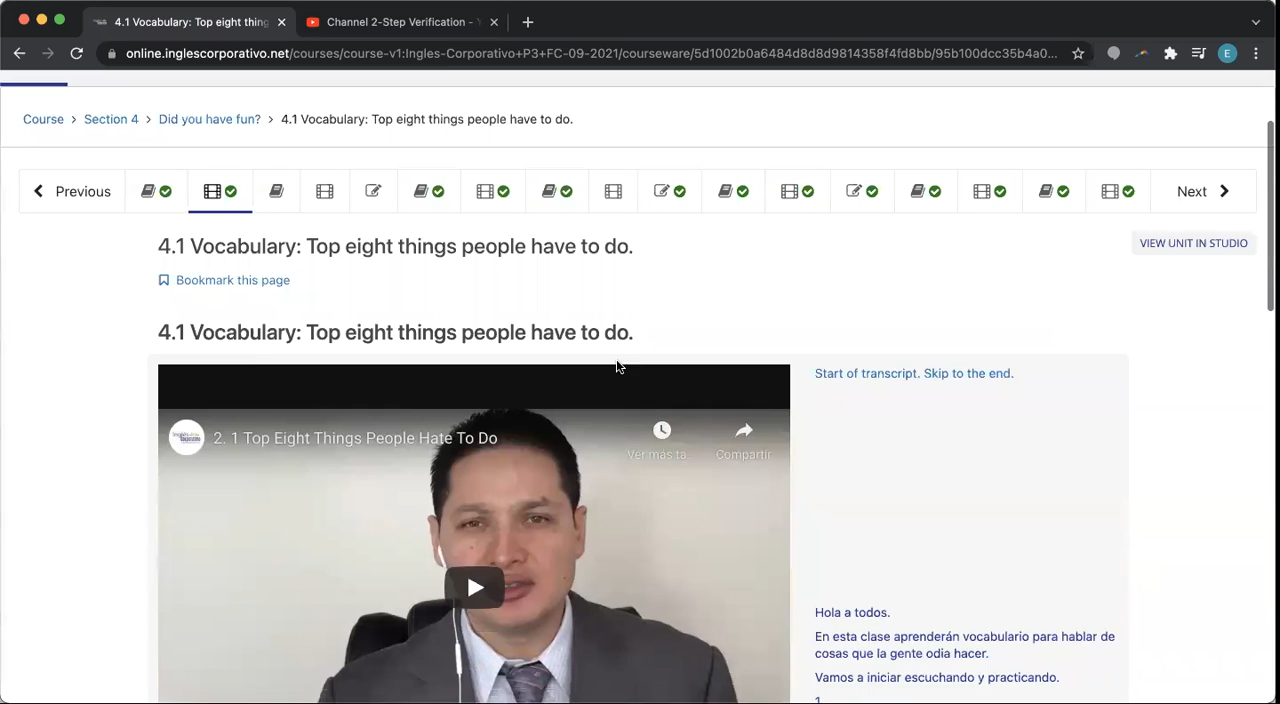 4.1 Vocabulary: Top eight thing
Channel 2-Step Verification -
online.inglescorporativo.net/courses/course-v1:Ingles-Corporativo+P3+FC-09-2021/courseware/5d1002b0a6484d8d8d9814358f4fd8bb/95b100dcc35b4a0...
E
Course > Section 4 > Did you have fun? > 4.1 Vocabulary: Top eight things people have to do.
Previous
Next
4.1 Vocabulary: Top eight things people have to do.
VIEW UNIT IN STUDIO
Bookmark this page
4.1 Vocabulary: Top eight things people have to do.
Start of transcript. Skip to the end.
2. 1 Top Eight Things People Hate To Do
Ver más ta
Compartir
Hola a todos.
En esta clase aprenderán vocabulario para hablar de
cosas que la gente odia hacer.
Vamos a iniciar escuchando y practicando.
1